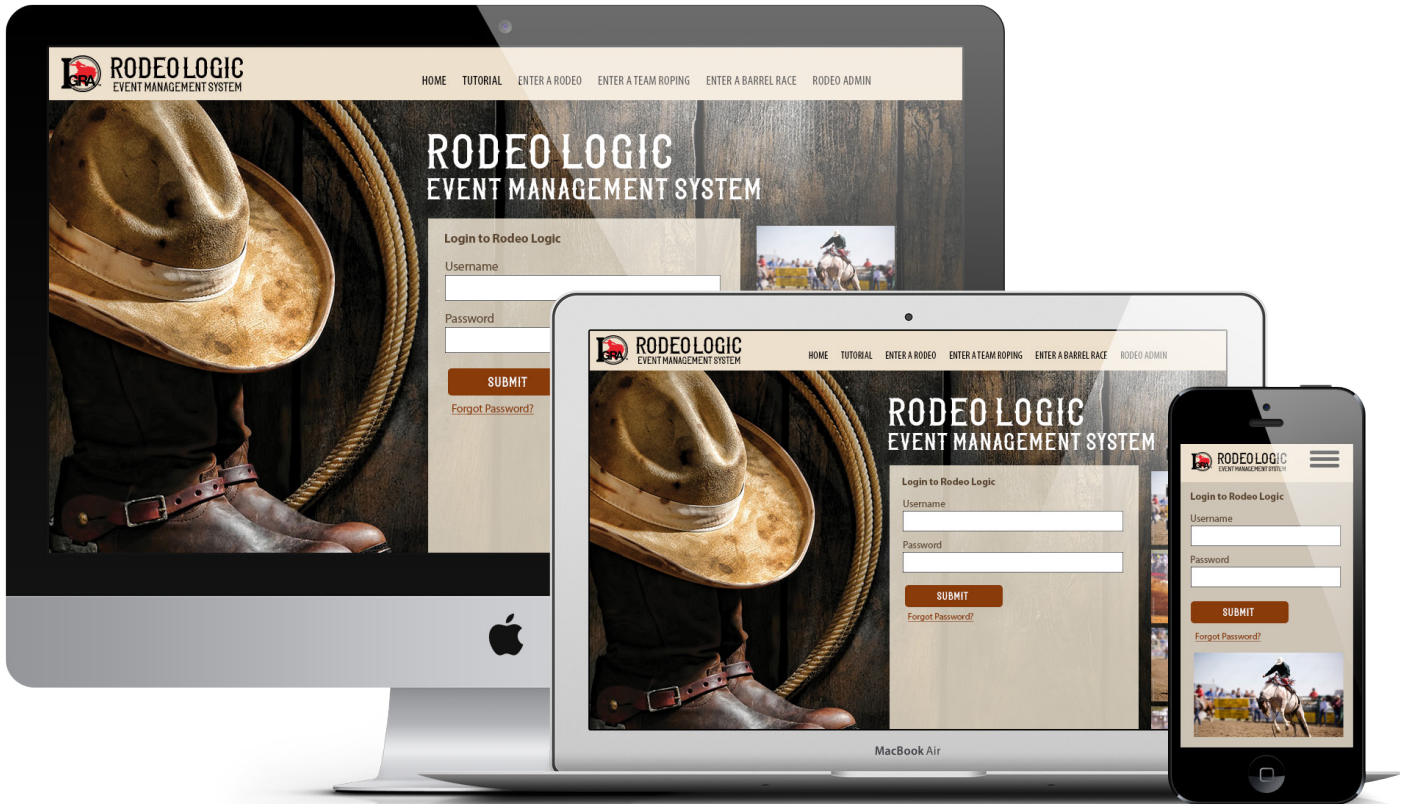 IGRA
RODEO LOGIC
EVENT MANAGEMENT SYSTEM
HOME TUTORIAL ENTER A RODEO ENTER A TEAM ROPING ENTER A BARREL RACE RODEO ADMIN
RODEO LOGIC
EVENT MANAGEMENT SYSTEM
Login to Rodeo Logic
Username
Password
SUBMIT
Forgot Password?
IGRA
RODEO LOGIC
EVENT MANAGEMENT SYSTEM
HOME TUTORIAL ENTER A RODEO ENTER A TEAM ROPING ENTER A BARREL RACE RODEO ADMIN
RODEO LOGIC
EVENT MANAGEMENT SYSTEM
Login to Rodeo Logic
Username
Password
SUBMIT
Forgot Password?
MacBook Air
IGRA
RODEO LOGIC
EVENT MANAGEMENT SYSTEM
Login to Rodeo Logic
Username
Password
SUBMIT
Forgot Password?